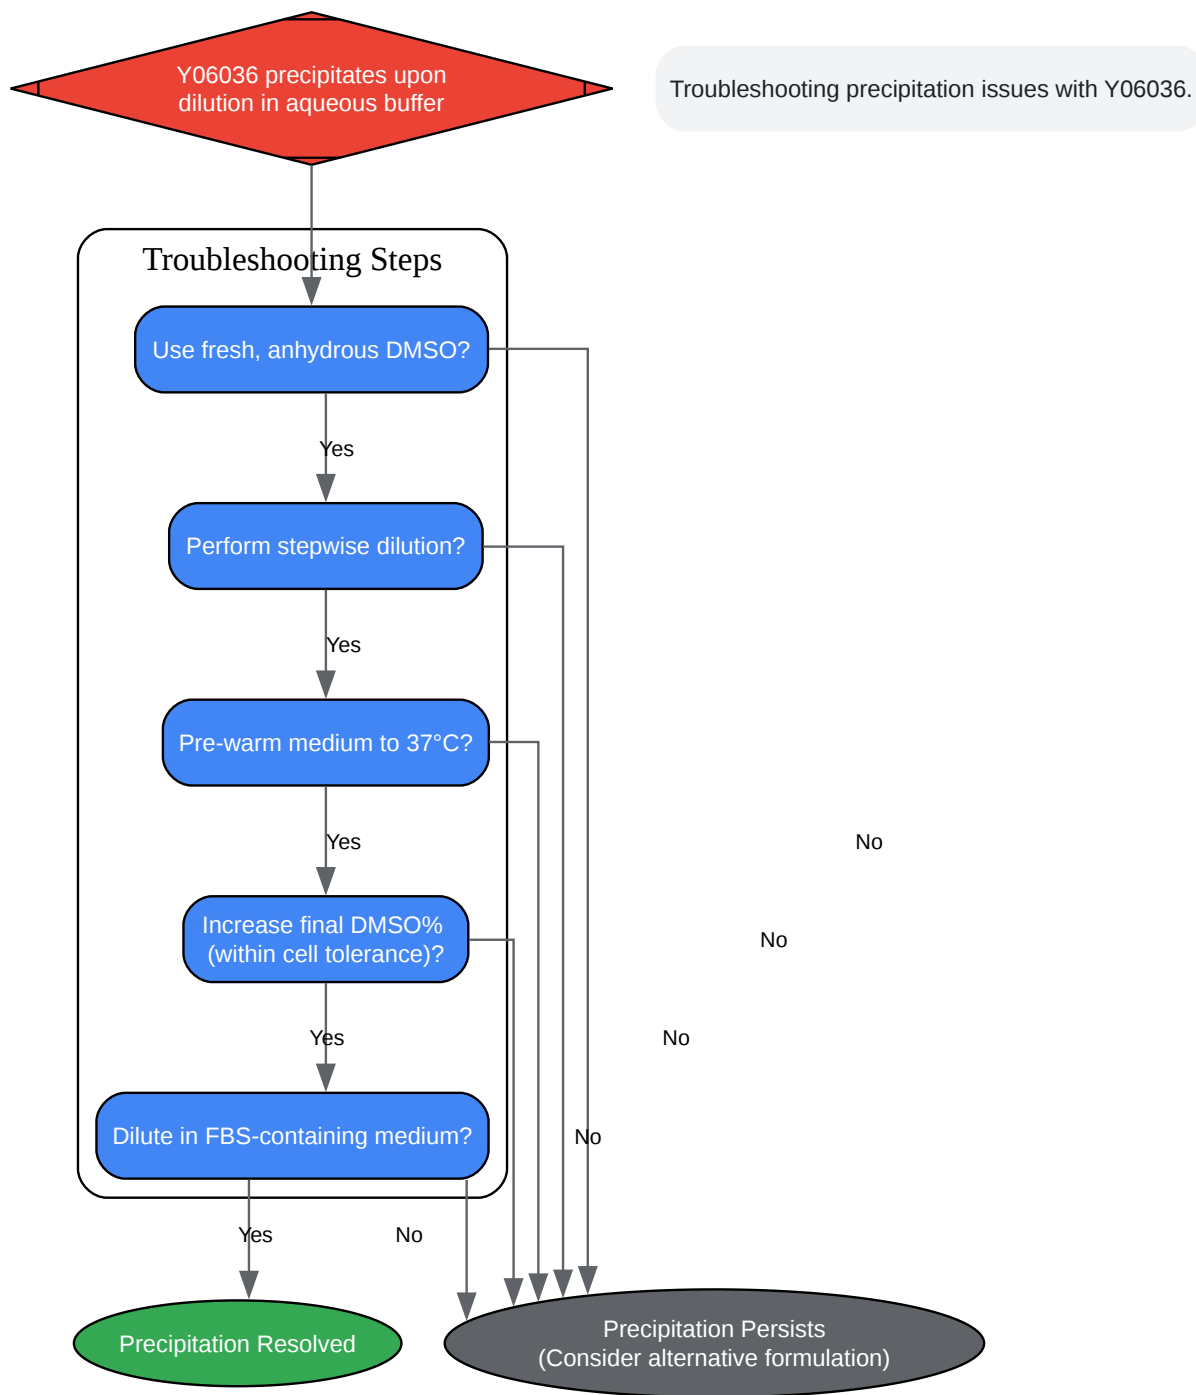 Y06036 precipitates upon
dilution in aqueous buffer
Troubleshooting precipitation issues with Y06036.
Troubleshooting Steps
Use fresh, anhydrous DMSO?
Yes
Perform stepwise dilution?
Yes
Pre-warm medium to 37°C?
Yes
No
Increase final DMSO%
(within cell tolerance)?
No
Yes
No
Dilute in FBS-containing medium?
No
Yes
No
Precipitation Resolved
Precipitation Persists
(Consider alternative formulation)